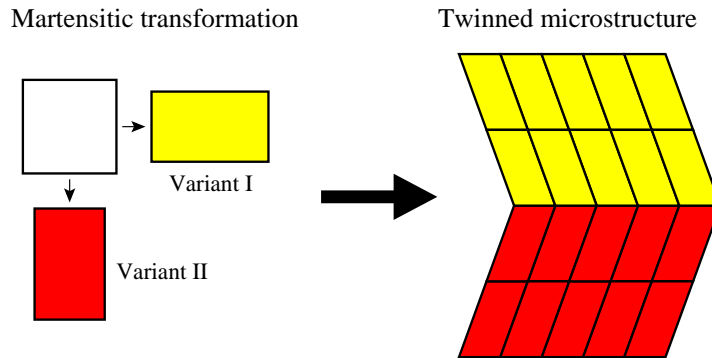 Martensitic transformation
Twinned microstructure
Variant I
Variant II